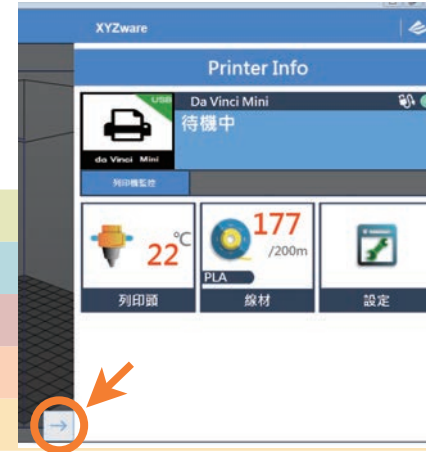 XYZware
Printer Info
USB
Da Vinci Mini
待機中
da Vinci Mini
列印機監控
22℃
177
/200m
PLA
列印頭
線材
設定